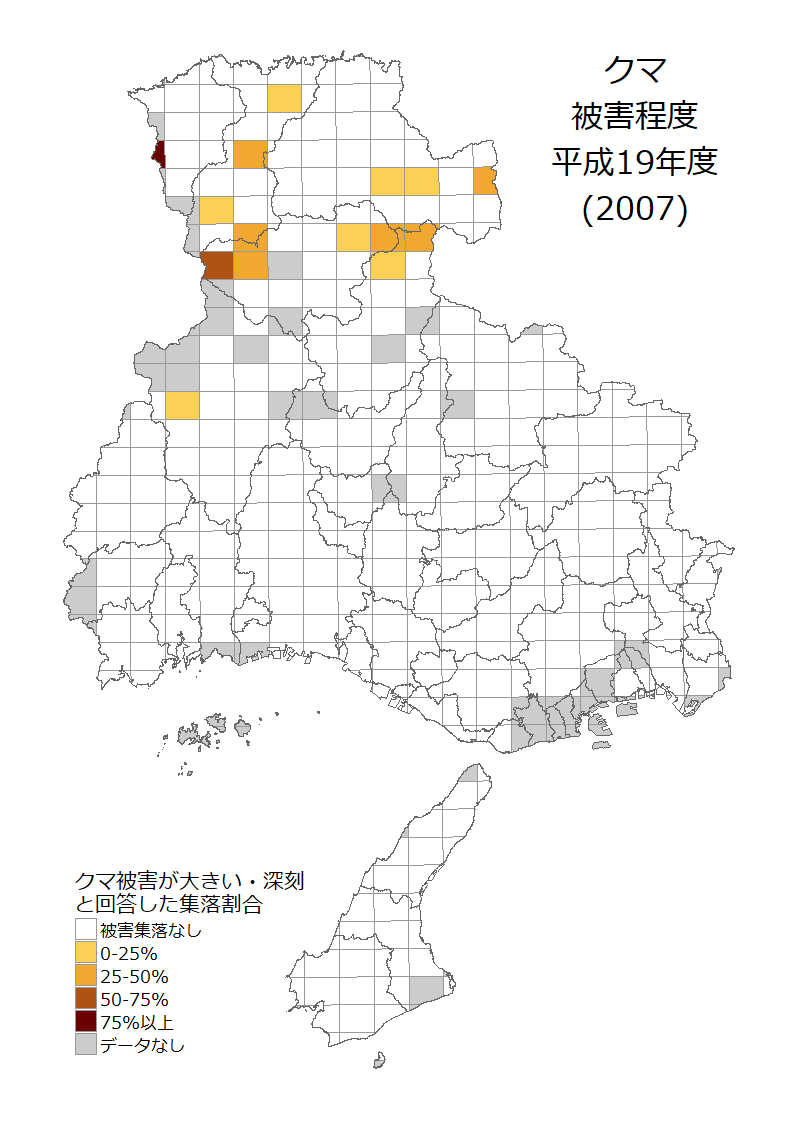 クマ
被害程度
平成19年度
(2007)
クマ被害が大きい・深刻
と回答した集落割合
被害集落なし
0-25%
25-50%
50-75%
75%以上
データなし